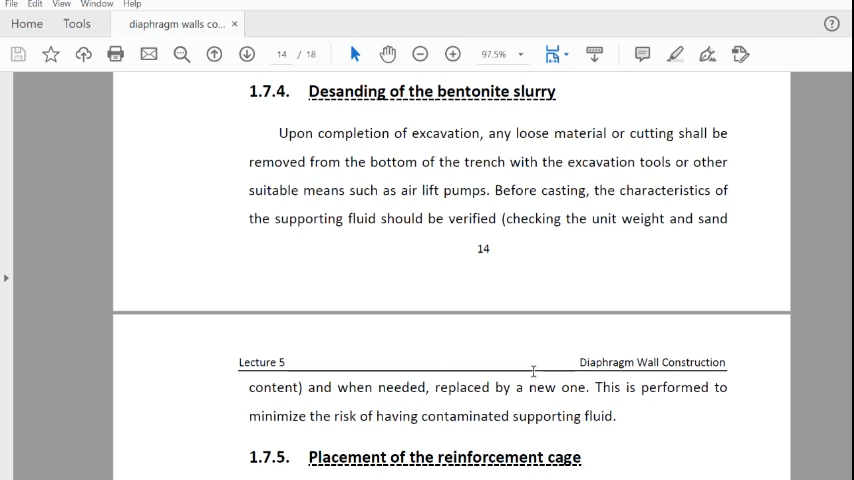 File Edit View Window Help
Home Tools diaphragm walls co... ×
14 / 18 97.5%
1.7.4. Desanding of the bentonite slurry
Upon completion of excavation, any loose material or cutting shall be
removed from the bottom of the trench with the excavation tools or other
suitable means such as air lift pumps. Before casting, the characteristics of
the supporting fluid should be verified (checking the unit weight and sand
14
Lecture 5 Diaphragm Wall Construction
content) and when needed, replaced by a new one. This is performed to
minimize the risk of having contaminated supporting fluid.
1.7.5. Placement of the reinforcement cage